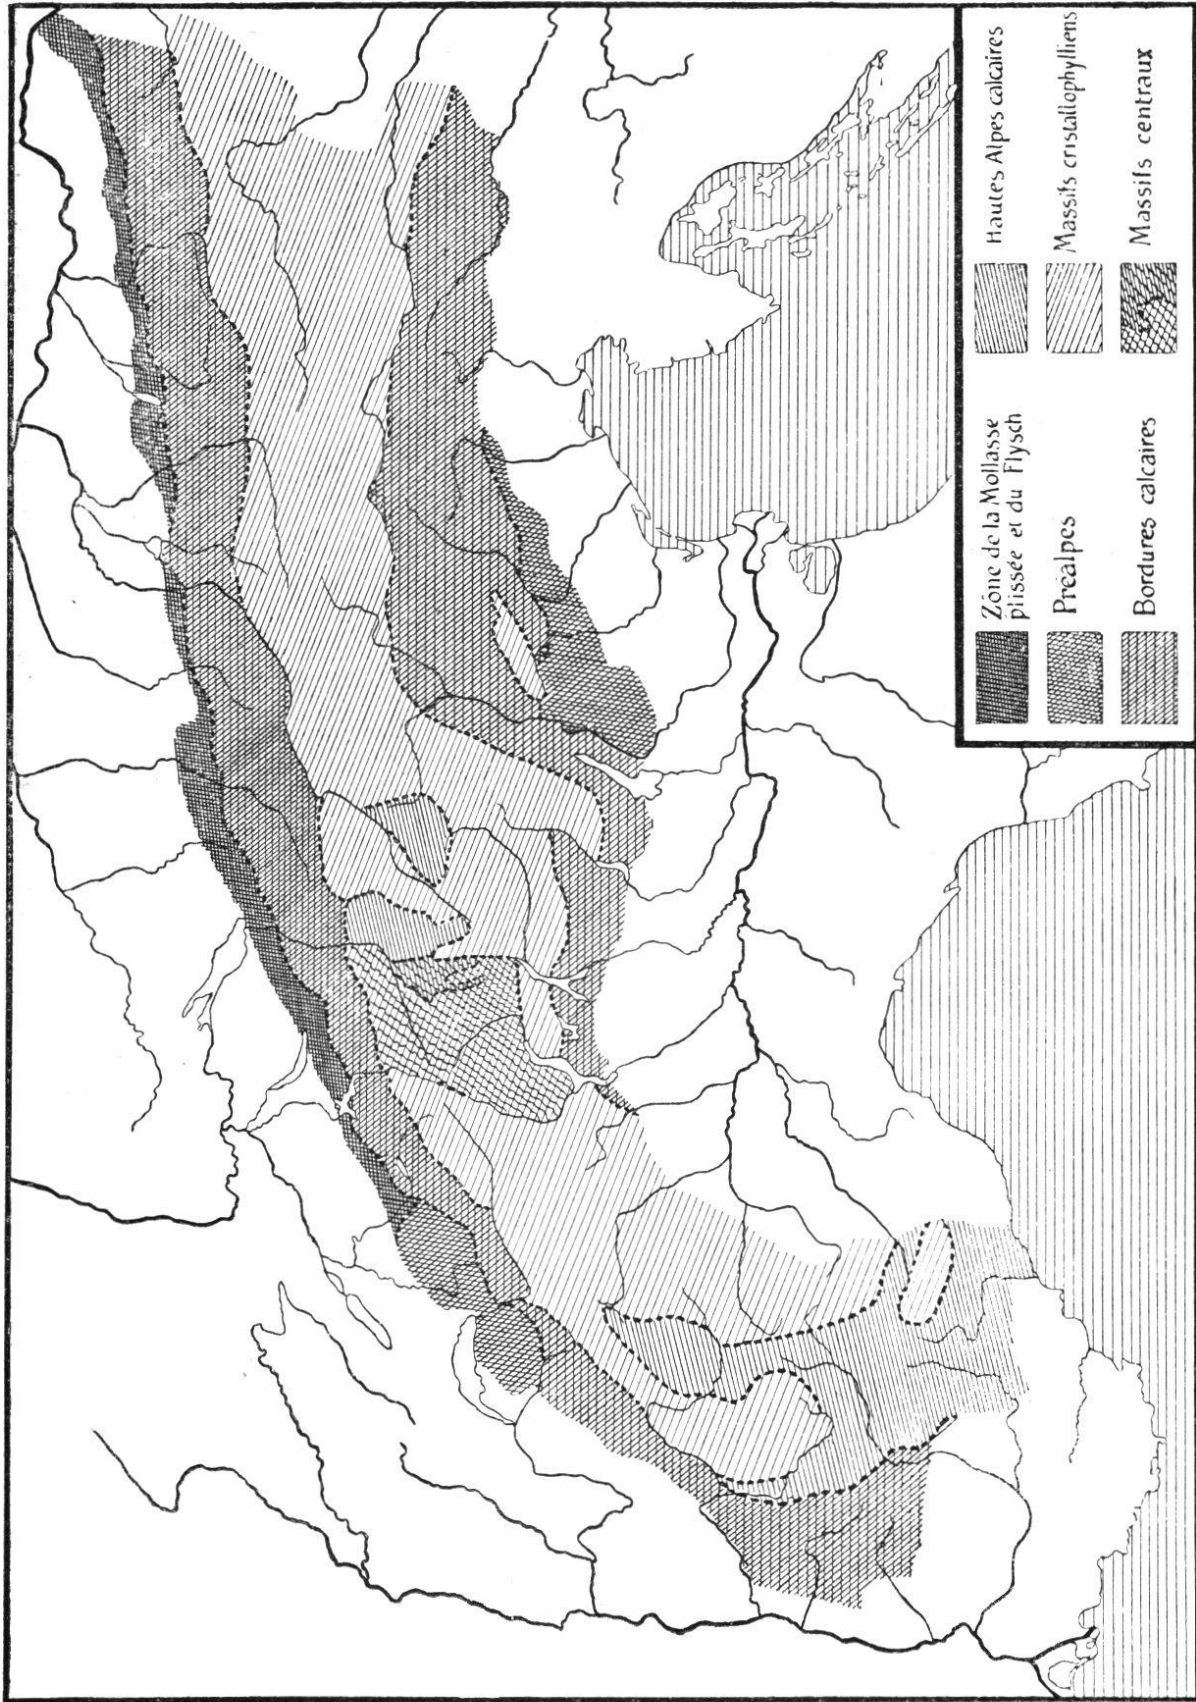 Zône de la Mollasse
plissée et du Flysch
Préalpes
Bordures calcaires
Hautes Alpes calcaires
Massifs cristallophylliens
Massifs centraux